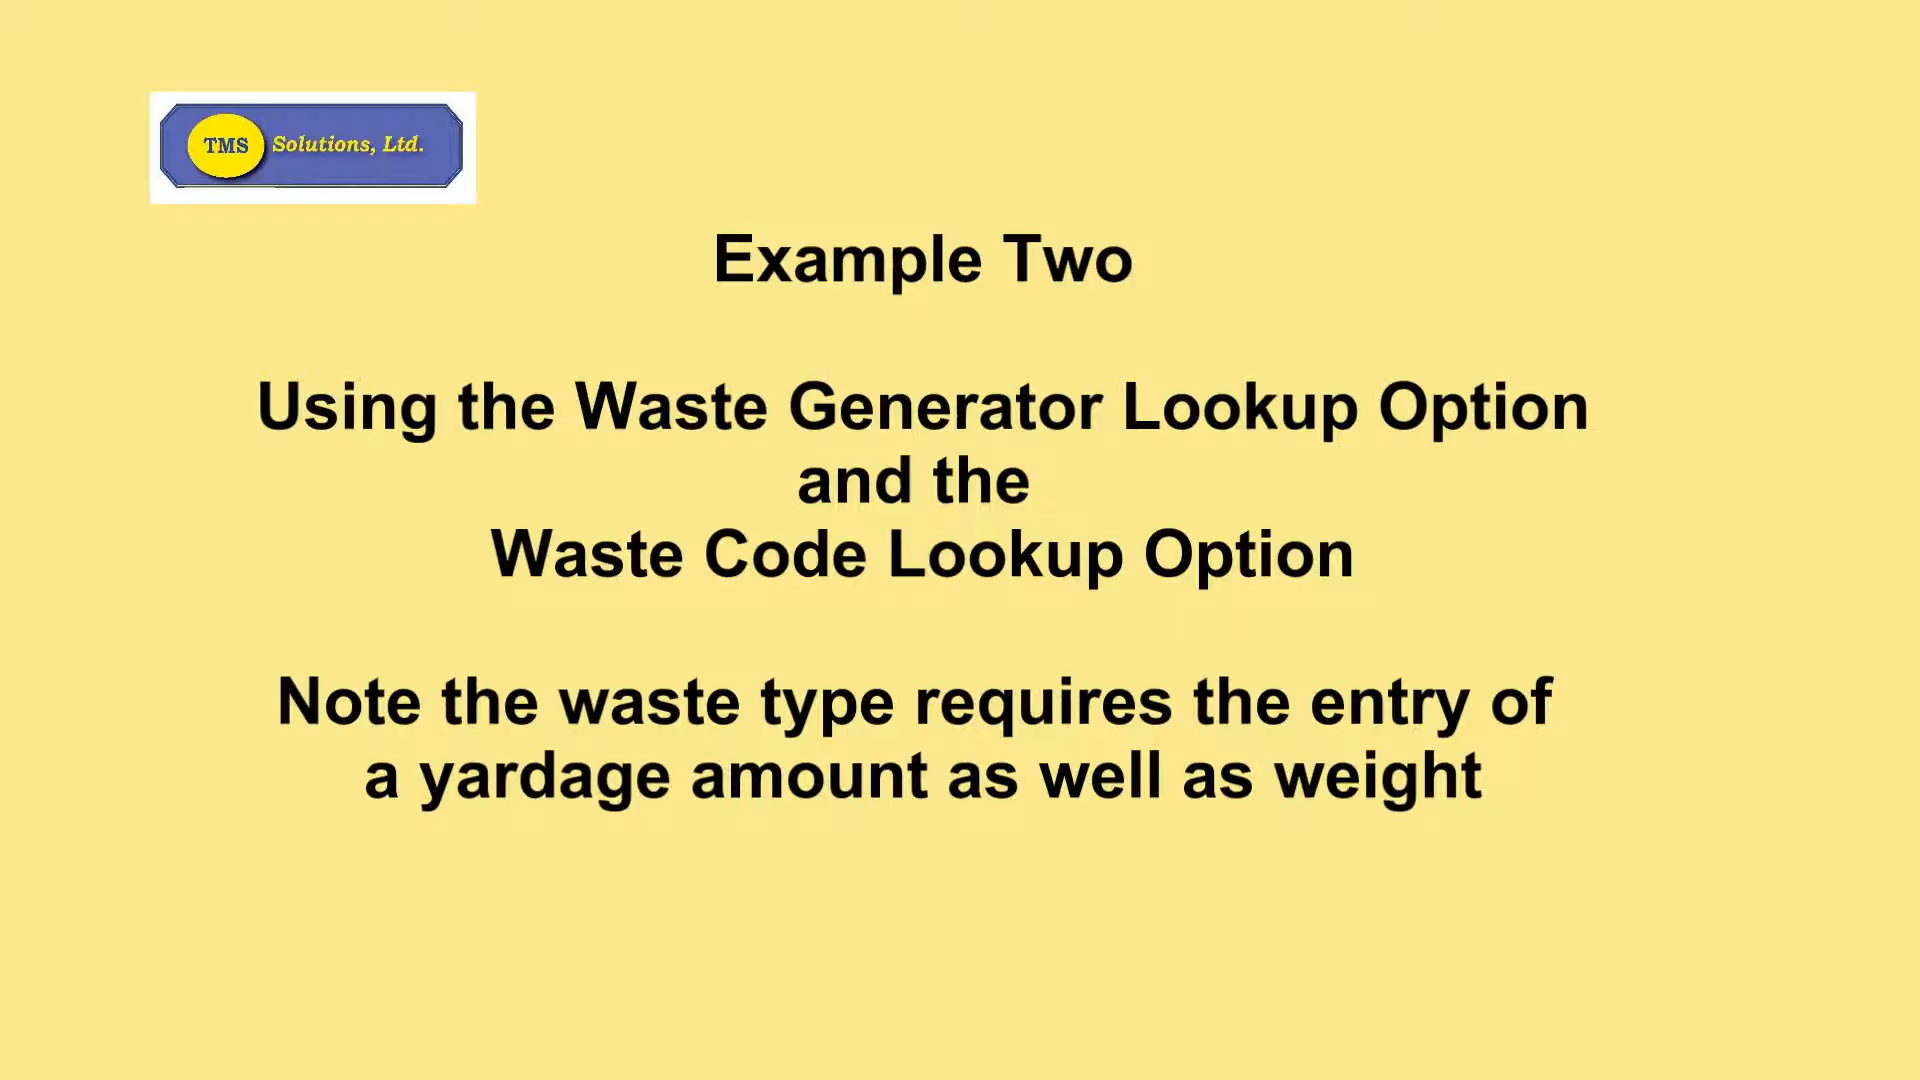 TMS Solutions, Ltd.
Example Two
Using the Waste Generator Lookup Option
and the
Waste Code Lookup Option
Note the waste type requires the entry of
a yardage amount as well as weight